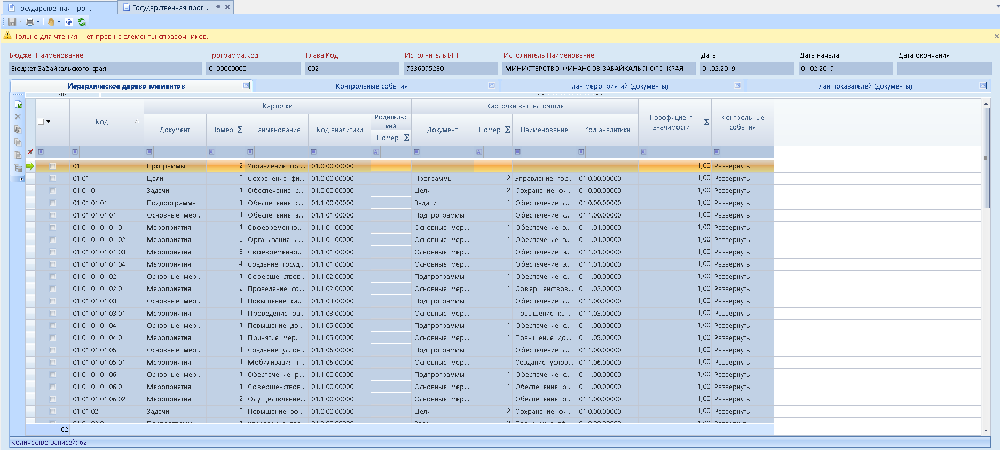 Государственная прог...
Государственная прог...
Только для чтения. Нет прав на элементы справочников.
Бюджет.Наименование Программа.Код Глава.Код Исполнитель.ИНН Исполнитель.Наименование Дата Дата начала Дата окончания
Бюджет Забайкальского края 0100000000 002 7536095230 МИНИСТЕРСТВО ФИНАНСОВ ЗАБАЙКАЛЬСКОГО КРАЯ 01.02.2019 01.02.2019
Иерархическое дерево элементов Контрольные события План мероприятий (документы) План показателей (документы)
Карточки Карточки вышестоящие
Код Документ Номер Σ Наименование Код аналитики Родительский Номер Σ Документ Номер Σ Наименование Код аналитики Коэффициент значимости Σ Контрольные события
01 Программы 2 Управление гос... 01.0.00.00000 1 1,00 Развернуть
01.01 Цели 2 Сохранение фи... 01.0.00.00000 1 Программы 2 Управление гос... 01.0.00.00000 1,00 Развернуть
01.01.01 Задачи 1 Обеспечение с... 01.0.00.00000 Цели 2 Сохранение фи... 01.0.00.00000 1,00 Развернуть
01.01.01.01 Подпрограммы 1 Обеспечение с... 01.1.00.00000 Задачи 1 Обеспечение с... 01.0.00.00000 1,00 Развернуть
01.01.01.01.01 Основные мер... 1 Обеспечение э... 01.1.01.00000 Подпрограммы 1 Обеспечение с... 01.1.00.00000 1,00 Развернуть
01.01.01.01.01.01 Мероприятия 1 Своевременно... 01.1.01.00000 Основные мер... 1 Обеспечение э... 01.1.01.00000 1,00 Развернуть
01.01.01.01.01.02 Мероприятия 2 Организация и... 01.1.01.00000 Основные мер... 1 Обеспечение э... 01.1.01.00000 1,00 Развернуть
01.01.01.01.01.03 Мероприятия 3 Своевременно... 01.1.01.00000 Основные мер... 1 Обеспечение э... 01.1.01.00000 1,00 Развернуть
01.01.01.01.01.04 Мероприятия 4 Создание госуд... 01.1.01.00000 1 Основные мер... 1 Обеспечение э... 01.1.01.00000 1,00 Развернуть
01.01.01.01.02 Основные мер... 1 Совершенствов... 01.1.02.00000 Подпрограммы 1 Обеспечение с... 01.1.00.00000 1,00 Развернуть
01.01.01.01.02.01 Мероприятия 2 Проведение со... 01.1.02.00000 Основные мер... 1 Совершенствов... 01.1.02.00000 1,00 Развернуть
01.01.01.01.03 Основные мер... 1 Повышение ка... 01.1.03.00000 Подпрограммы 1 Обеспечение с... 01.1.00.00000 1,00 Развернуть
01.01.01.01.03.01 Мероприятия 1 Проведение оц... 01.1.03.00000 Основные мер... 1 Повышение ка... 01.1.03.00000 1,00 Развернуть
01.01.01.01.04 Основные мер... 1 Повышение до... 01.1.05.00000 Подпрограммы 1 Обеспечение с... 01.1.00.00000 1,00 Развернуть
01.01.01.01.04.01 Мероприятия 1 Принятие мер... 01.1.05.00000 Основные мер... 1 Повышение до... 01.1.05.00000 1,00 Развернуть
01.01.01.01.05 Основные мер... 1 Создание услов... 01.1.06.00000 Подпрограммы 1 Обеспечение с... 01.1.00.00000 1,00 Развернуть
01.01.01.01.05.01 Мероприятия 1 Мобилизация п... 01.1.06.00000 Основные мер... 1 Создание услов... 01.1.06.00000 1,00 Развернуть
01.01.01.01.06 Основные мер... 1 Обеспечение р... 01.1.00.00000 Подпрограммы 1 Обеспечение с... 01.1.00.00000 1,00 Развернуть
01.01.01.01.06.01 Мероприятия 1 Совершенствов... 01.1.00.00000 Основные мер... 1 Обеспечение р... 01.1.00.00000 1,00 Развернуть
01.01.01.01.06.02 Мероприятия 2 Осуществление... 01.1.00.00000 Основные мер... 1 Обеспечение р... 01.1.00.00000 1,00 Развернуть
01.01.02 Задачи 2 Повышение эф... 01.0.00.00000 Цели 2 Сохранение фи... 01.0.00.00000 1,00 Развернуть
62
Количество записей: 62